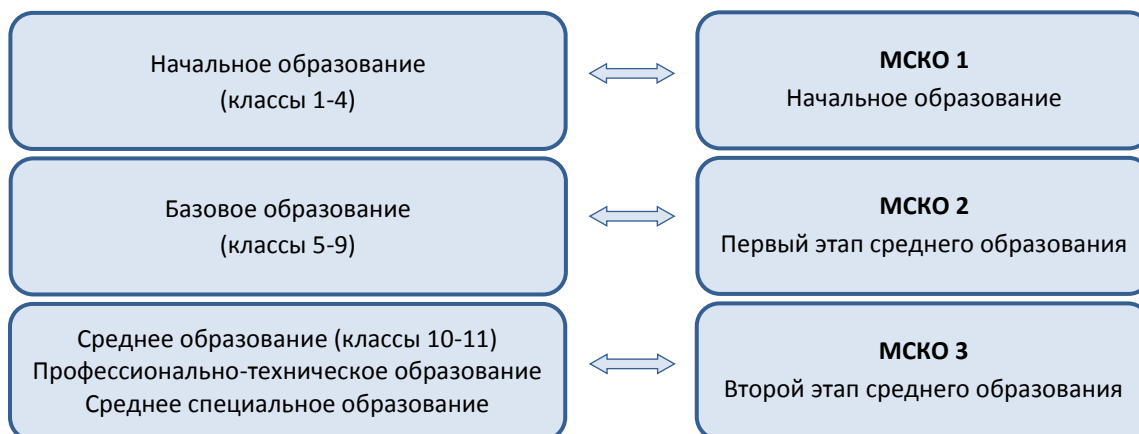 Начальное образование
(классы 1-4)
МСКО 1
Начальное образование
Базовое образование
(классы 5-9)
МСКО 2
Первый этап среднего образования
Среднее образование (классы 10-11)
Профессионально-техническое образование
Среднее специальное образование
МСКО 3
Второй этап среднего образования